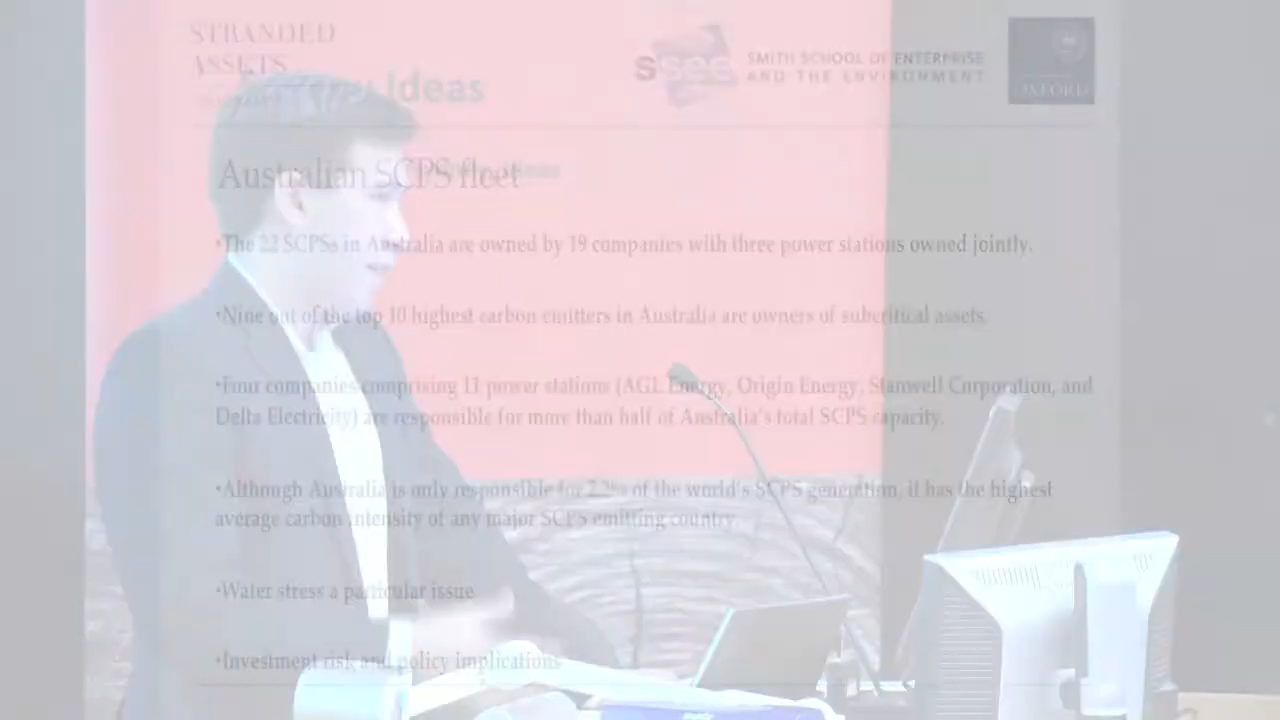 STRANDED
ASSETS
SSEE
SMITH SCHOOL OF ENTERPRISE
AND THE ENVIRONMENT
OXFORD
Ideas
Australian SCPS fleet
•The 22 SCPSs in Australia are owned by 19 companies with three power stations owned jointly.
•Nine out of the top 10 highest carbon emitters in Australia are owners of subcritical assets.
•Four companies comprising 11 power stations (AGL Energy, Origin Energy, Stanwell Corporation, and
Delta Electricity) are responsible for more than half of Australia's total SCPS capacity.
•Although Australia is only responsible for 2.2% of the world's SCPS generation, it has the highest
average carbon intensity of any major SCPS emitting country.
•Water stress a particular issue
•Investment risk and policy implications